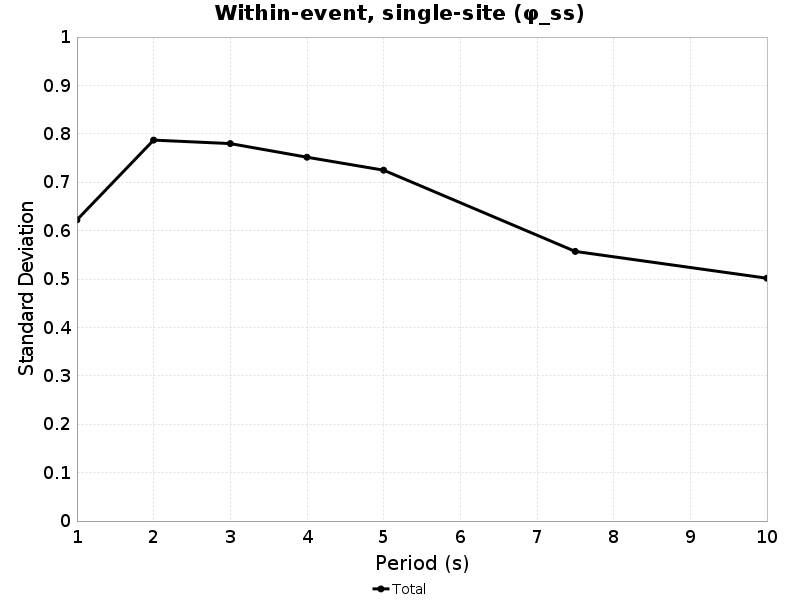 Within-event, single-site (φ_ss)
1
0.9
0.8
0.7
0.6
0.5
0.4
0.3
0.2
0.1
0
Standard Deviation
1 2 3 4 5 6 7 8 9 10
Period (s)
Total